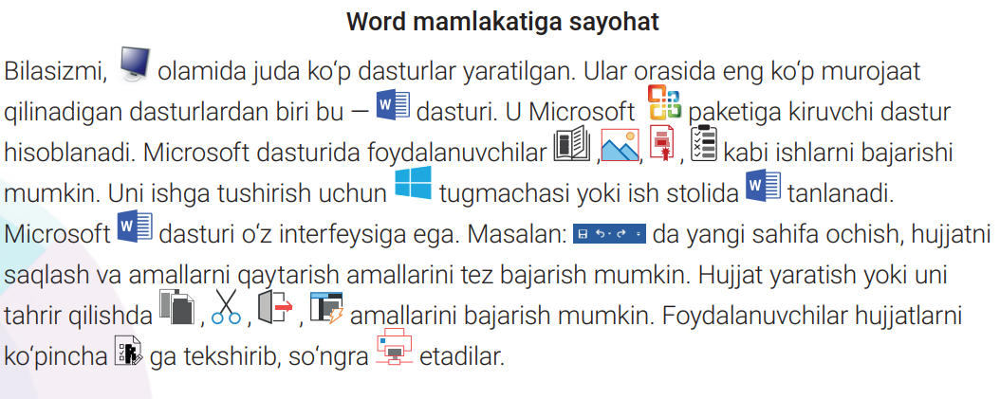 Word mamlakatiga sayohat
Bilasizmi, olamida juda ko‘p dasturlar yaratilgan. Ular orasida eng ko‘p murojaat
qilinadigan dasturlardan biri bu — W dasturi. U Microsoft paketiga kiruvchi dastur
hisoblanadi. Microsoft dasturida foydalanuvchilar , , , kabi ishlarni bajarishi
mumkin. Uni ishga tushirish uchun tugmachasi yoki ish stolida W tanlanadi.
Microsoft W dasturi o‘z interfeysiga ega. Masalan: da yangi sahifa ochish, hujjatni
saqlash va amallarni qaytarish amallarini tez bajarish mumkin. Hujjat yaratish yoki uni
tahrir qilishda , , , amallarini bajarish mumkin. Foydalanuvchilar hujjatlarni
ko‘pincha ga tekshirib, so‘ngra etadilar.